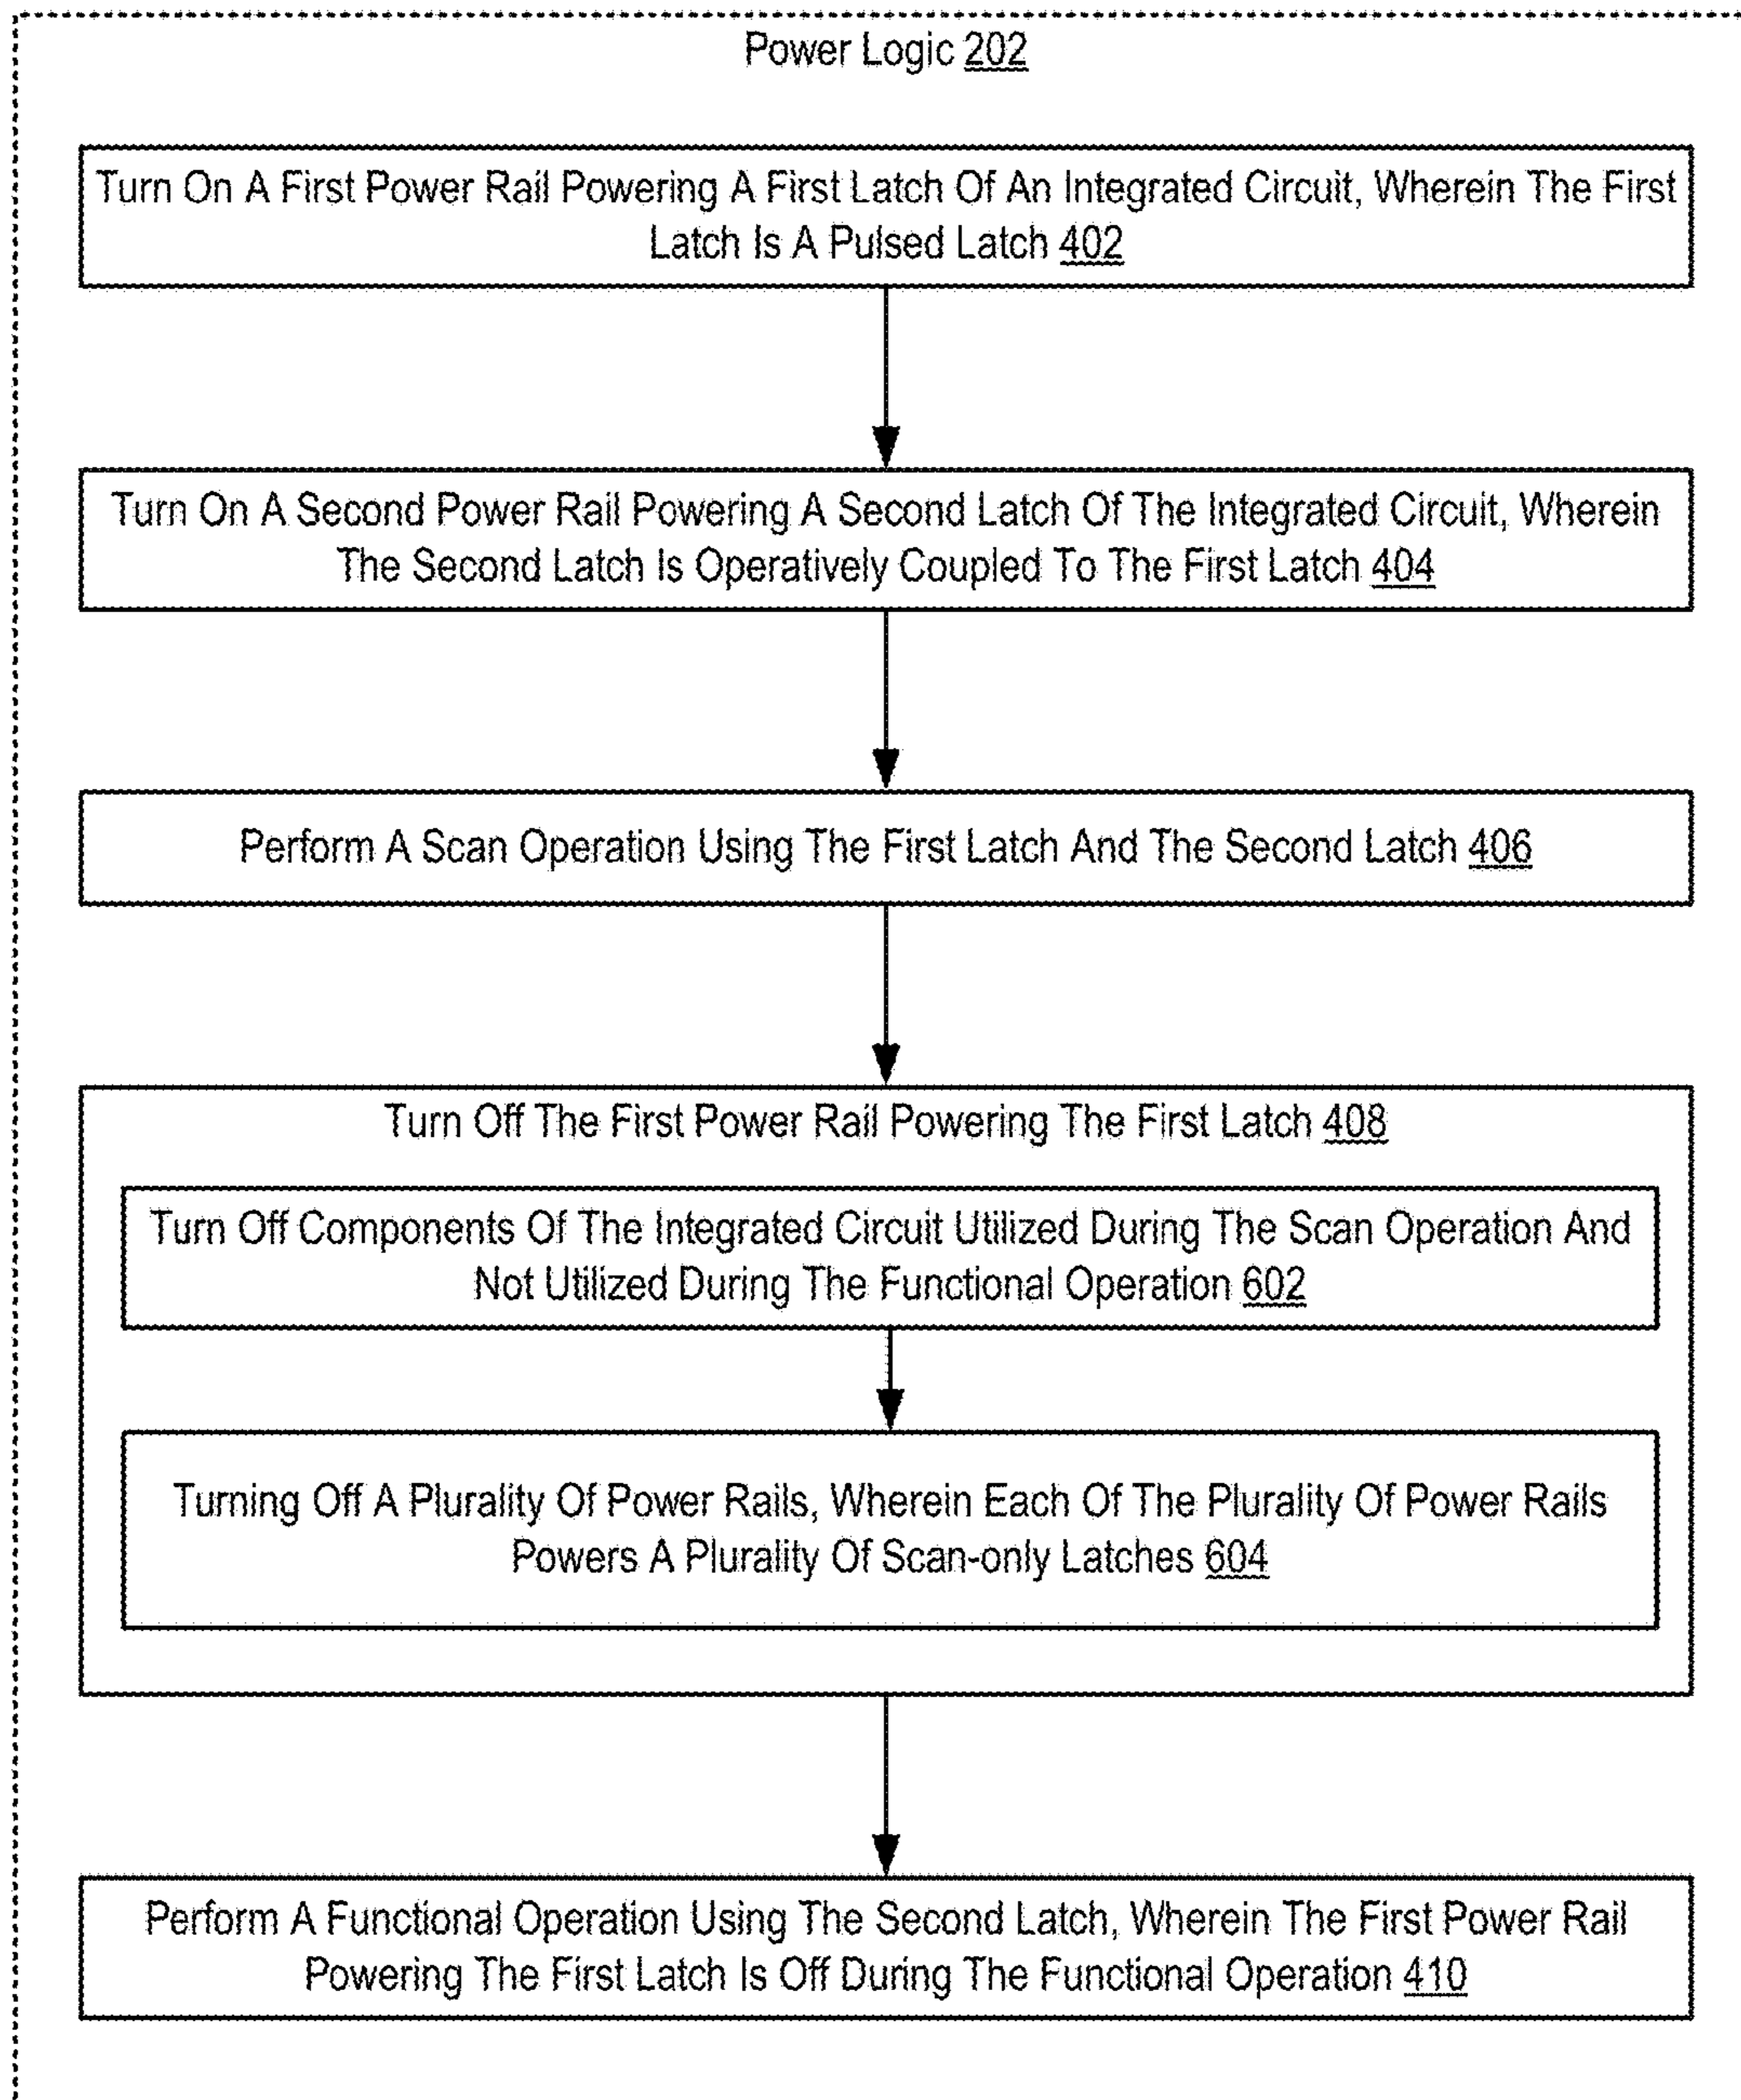 Power Logic 202
Turn On A First Power Rail Powering A First Latch Of An Integrated Circuit, Wherein The First
Latch Is A Pulsed Latch 402
Turn On A Second Power Rail Powering A Second Latch Of The Integrated Circuit, Wherein
The Second Latch Is Operatively Coupled To The First Latch 404
Perform A Scan Operation Using The First Latch And The Second Latch 406
Turn Off The First Power Rail Powering The First Latch 408
Turn Off Components Of The Integrated Circuit Utilized During The Scan Operation And
Not Utilized During The Functional Operation 602
Turning Off A Plurality Of Power Rails, Wherein Each Of The Plurality Of Power Rails
Powers A Plurality Of Scan-only Latches 604
Perform A Functional Operation Using The Second Latch, Wherein The First Power Rail
Powering The First Latch Is Off During The Functional Operation 410